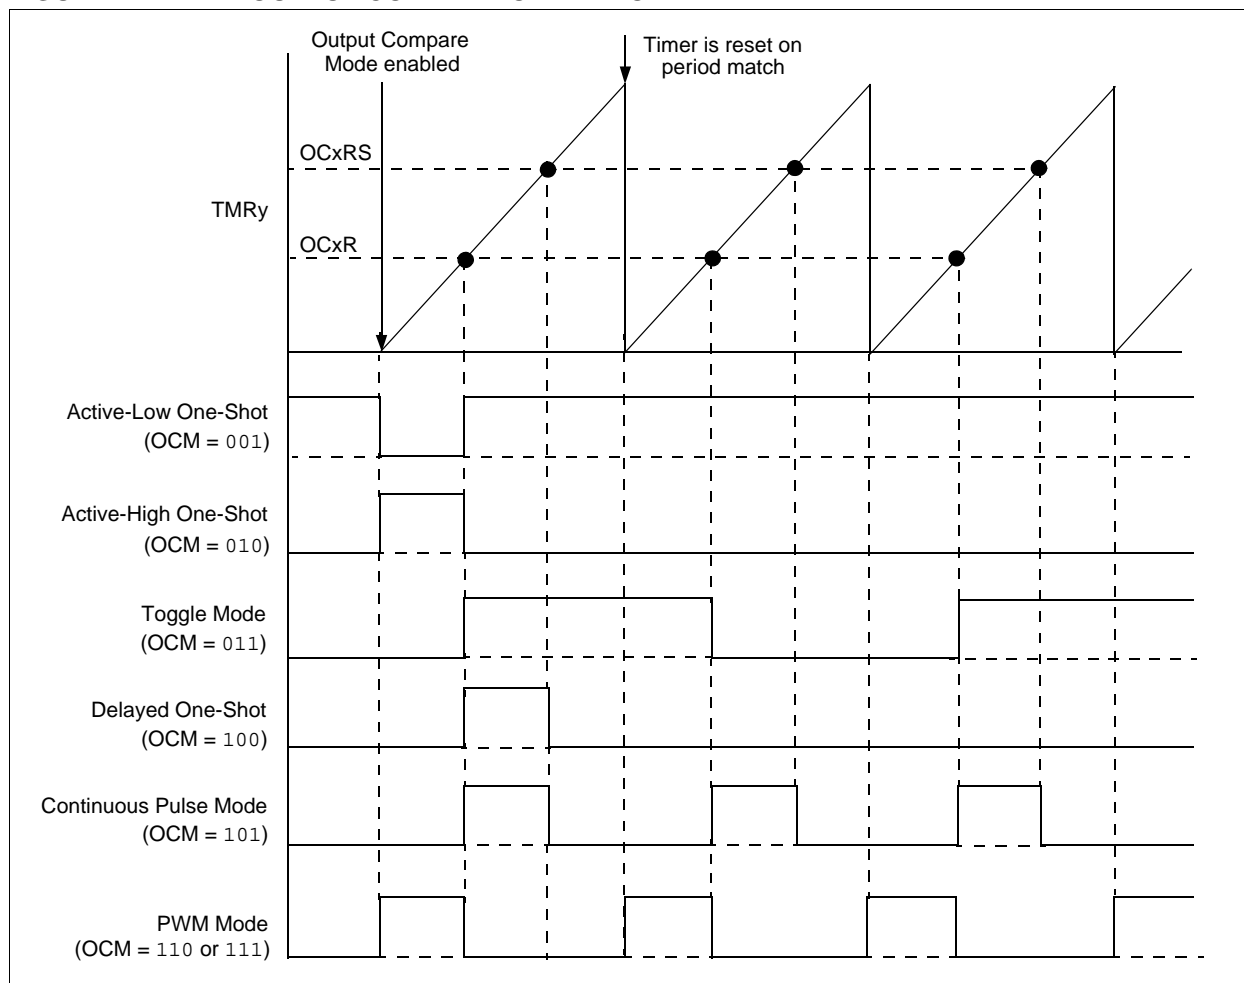 Output Compare
Mode enabled
Timer is reset on
period match
OCxRS
TMRy
OCxR
Active-Low One-Shot
(OCM = 001)
Active-High One-Shot
(OCM = 010)
Toggle Mode
(OCM = 011)
Delayed One-Shot
(OCM = 100)
Continuous Pulse Mode
(OCM = 101)
PWM Mode
(OCM = 110 or 111)